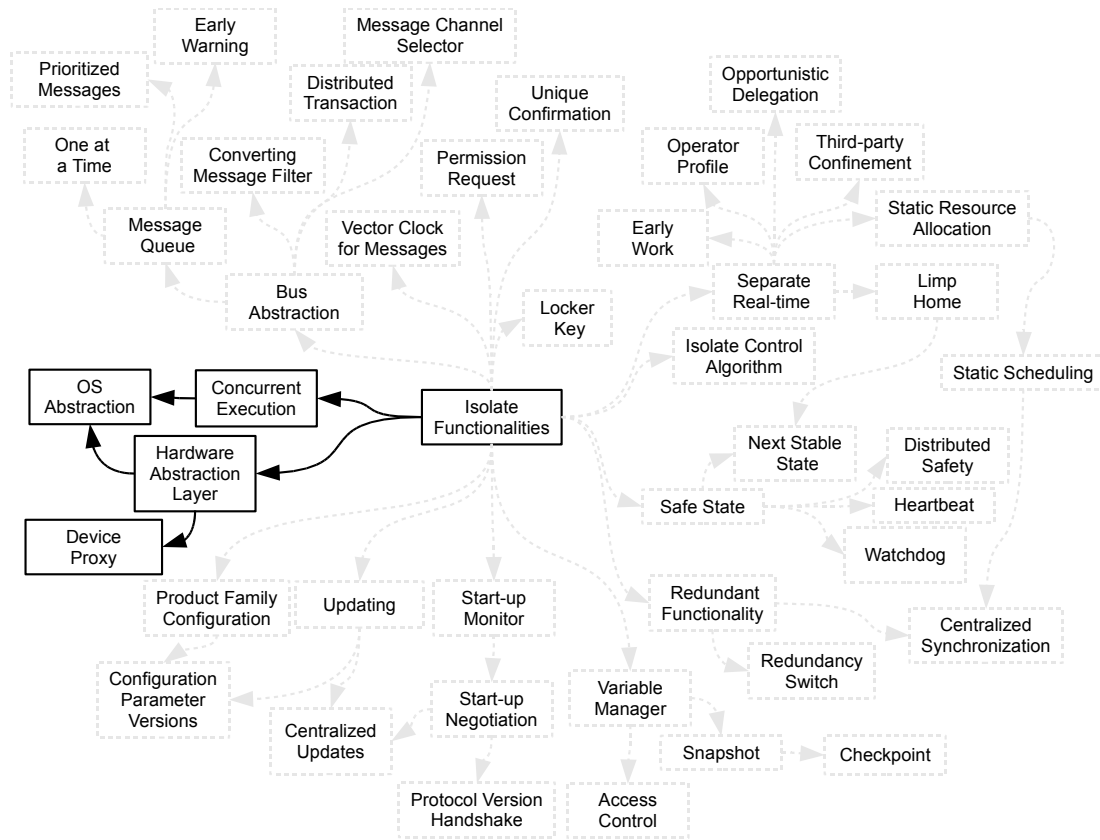 Early
Warning
Message Channel
Selector
Prioritized
Messages
Distributed
Transaction
Unique
Confirmation
Opportunistic
Delegation
One at
a Time
Converting
Message Filter
Permission
Request
Operator
Profile
Third-party
Confinement
Message
Queue
Vector Clock
for Messages
Early
Work
Static Resource
Allocation
Bus
Abstraction
Separate
Real-time
Limp
Home
Locker
Key
Isolate Control
Algorithm
Static Scheduling
OS
Abstraction
Concurrent
Execution
Isolate
Functionalities
Hardware
Abstraction
Layer
Next Stable
State
Distributed
Safety
Safe State
Heartbeat
Device
Proxy
Watchdog
Product Family
Configuration
Updating
Start-up
Monitor
Redundant
Functionality
Centralized
Synchronization
Configuration
Parameter
Versions
Centralized
Updates
Start-up
Negotiation
Variable
Manager
Redundancy
Switch
Snapshot
Checkpoint
Protocol Version
Handshake
Access
Control